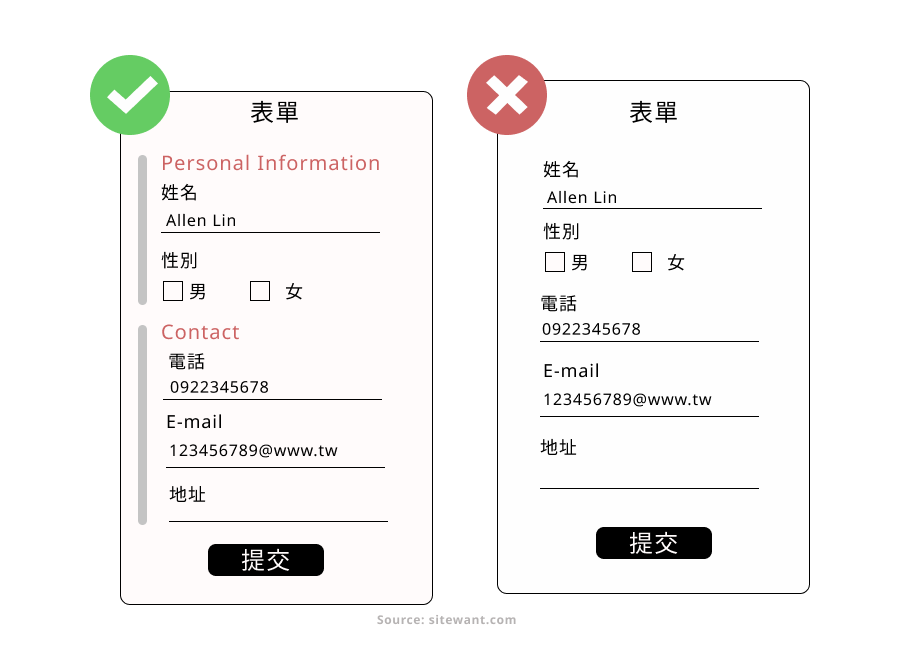 表單
Personal Information
姓名
Allen Lin
性別
男 女
Contact
電話
0922345678
E-mail
123456789@www.tw
地址
提交
表單
姓名
Allen Lin
性別
男 女
電話
0922345678
E-mail
123456789@www.tw
地址
提交
Source: sitewant.com